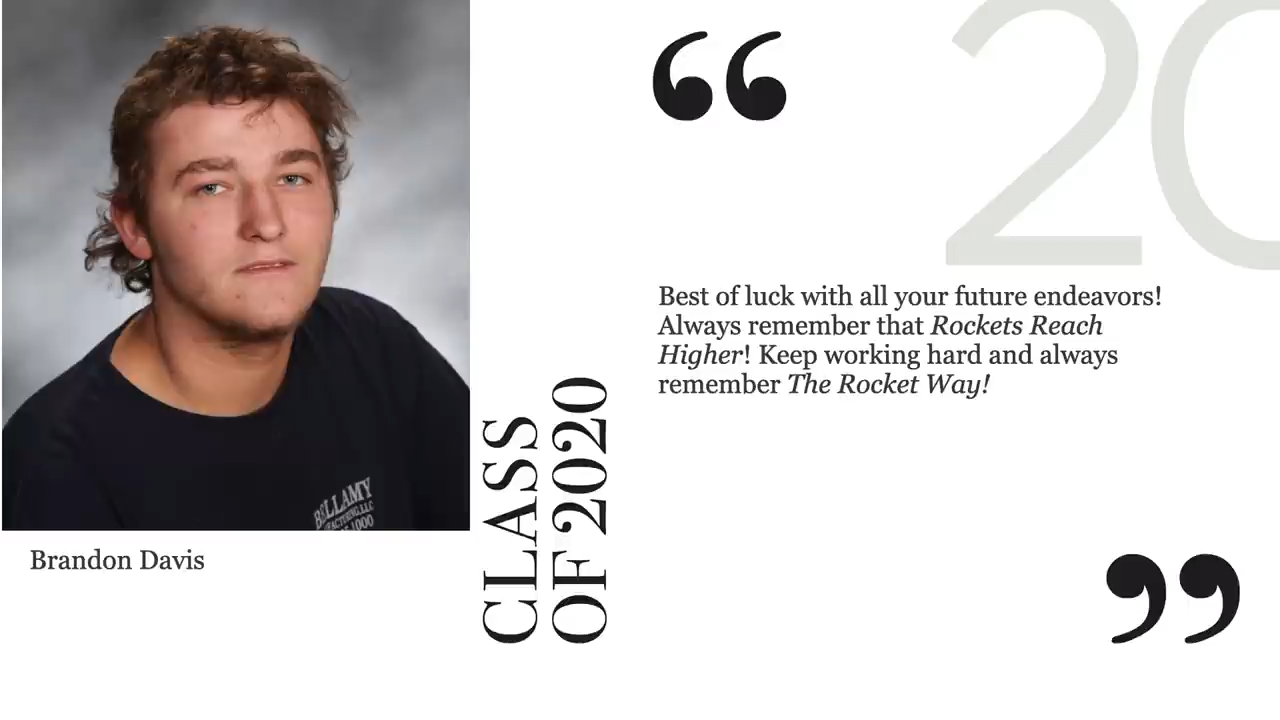 20
“
Best of luck with all your future endeavors!
Always remember that Rockets Reach
Higher! Keep working hard and always
remember The Rocket Way!
”
CLASS
OF 2020
BELLAMY
Brandon Davis